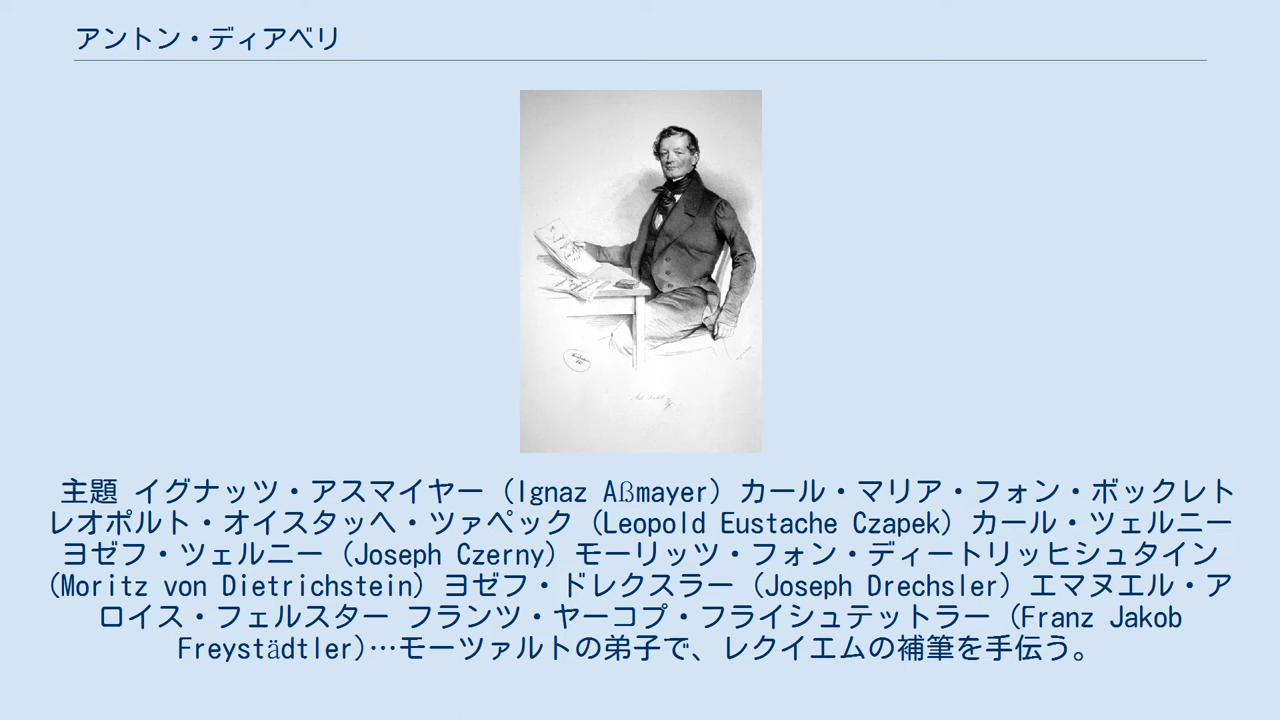 アントン・ディアベリ
主題 イグナッツ・アスマイヤー (Ignaz Aßmayer) カール・マリア・フォン・ボックレト
レオポルト・オイスタッヘ・ツァペック (Leopold Eustache Czapek) カール・ツェルニー
ヨゼフ・ツェルニー (Joseph Czerny) モーリッツ・フォン・ディートリッヒシュタイン
(Moritz von Dietrichstein) ヨゼフ・ドレクスラー (Joseph Drechsler) エマヌエル・ア
ロイス・フェルスター フランツ・ヤーコプ・フライシュテットラー (Franz Jakob
Freystädtler)…モーツァルトの弟子で、レクイエムの補筆を手伝う。